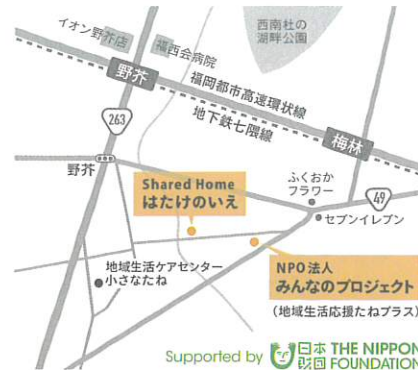 西南杜の
湖畔公園
イオン野芥店
福西会病院
野芥
福岡都市高速環状線
地下鉄七隈線
梅林
263
野芥
Shared Home
はたけのいえ
ふくおか
フラワー
49
セブンイレブン
地域生活ケアセンター
小さなたね
NPO法人
みんなのプロジェクト
(地域生活応援たねプラス)
Supported by 日本財団 THE NIPPON FOUNDATION